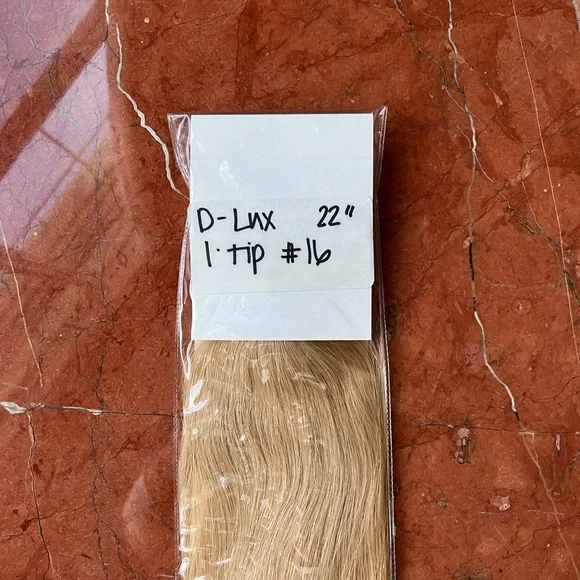 D-Lux 22"
I-tip #16